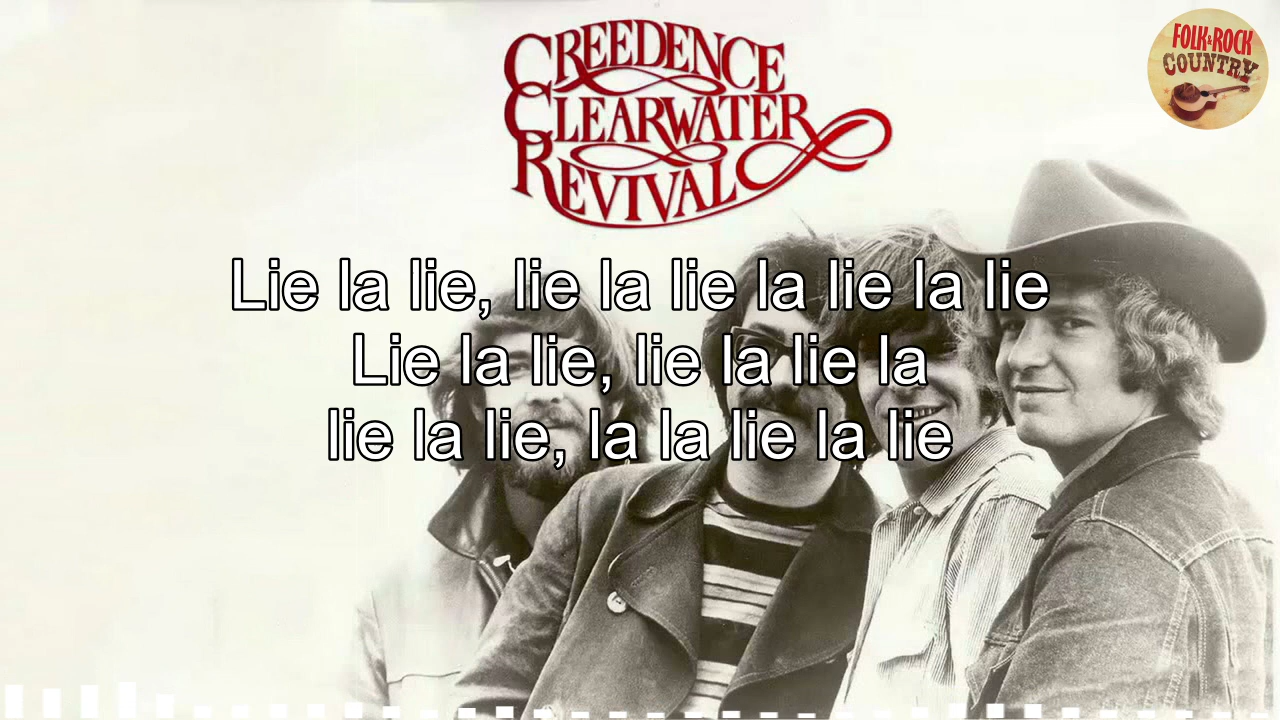 CREEDENCE
CLEARWATER
REVIVAL
FOLK & ROCK
COUNTRY
Lie la lie, lie la lie la lie la lie
Lie la lie, lie la lie la
lie la lie, la la lie la lie